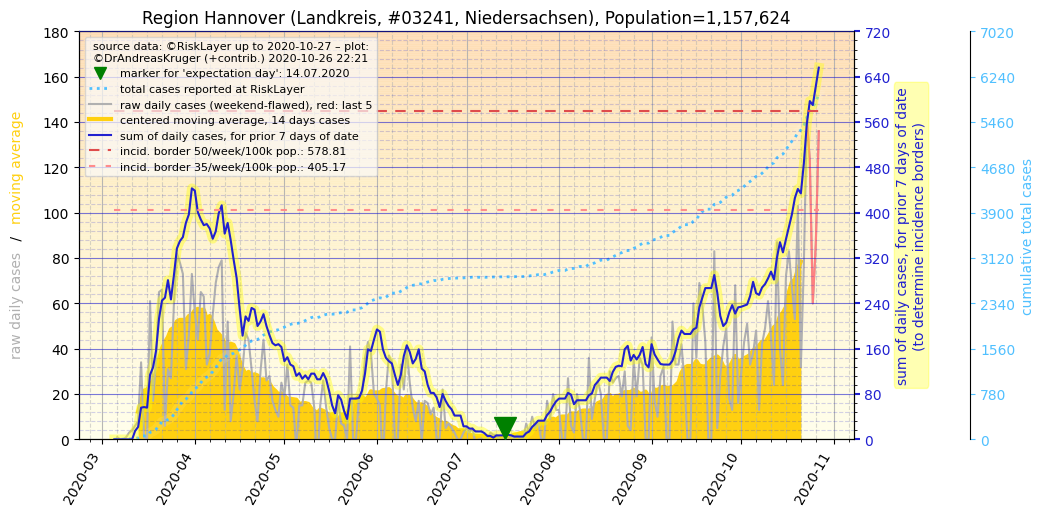 Region Hannover (Landkreis, #03241, Niedersachsen), Population=1,157,624
source data: ©RiskLayer up to 2020-10-27 – plot:
©DrAndreasKruger (+contrib.) 2020-10-26 22:21
marker for 'expectation day': 14.07.2020
total cases reported at RiskLayer
raw daily cases (weekend-flawed), red: last 5
centered moving average, 14 days cases
sum of daily cases, for prior 7 days of date
incid. border 50/week/100k pop.: 578.81
incid. border 35/week/100k pop.: 405.17
raw daily cases / moving average
180
160
140
120
100
80
60
40
20
0
720
640
560
480
400
320
240
160
80
0
sum of daily cases, for prior 7 days of date
(to determine incidence borders)
7020
6240
5460
4680
3900
3120
2340
1560
780
0
cumulative total cases
2020-03
2020-04
2020-05
2020-06
2020-07
2020-08
2020-09
2020-10
2020-11